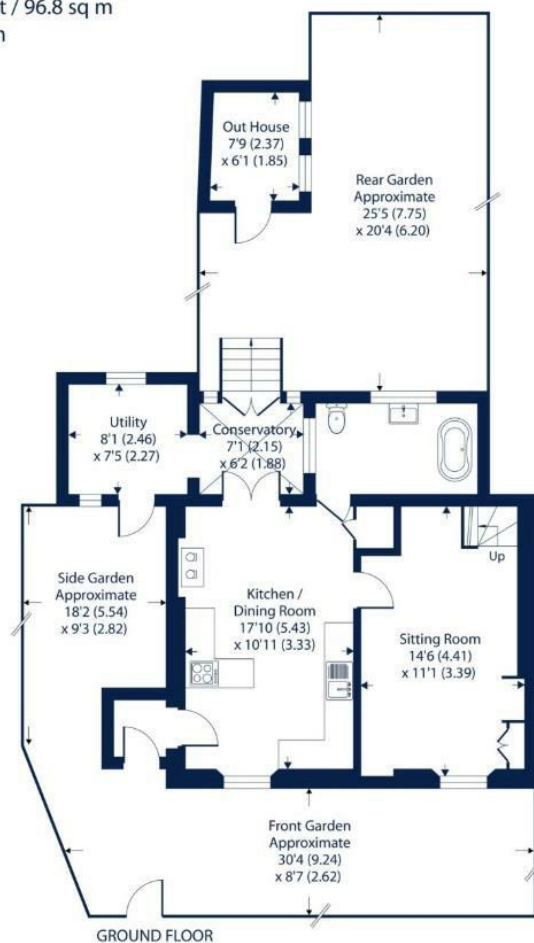 t / 96.8 sq m
Out House
7'9 (2.37)
x 6'1 (1.85)
Rear Garden
Approximate
25'5 (7.75)
x 20'4 (6.20)
Utility
8'1 (2.46)
x 7'5 (2.27)
Conservatory
7'1 (2.15)
x 6'2 (1.88)
Side Garden
Approximate
18'2 (5.54)
x 9'3 (2.82)
Kitchen /
Dining Room
17'10 (5.43)
x 10'11 (3.33)
Up
Sitting Room
14'6 (4.41)
x 11'1 (3.39)
Front Garden
Approximate
30'4 (9.24)
x 8'7 (2.62)
GROUND FLOOR